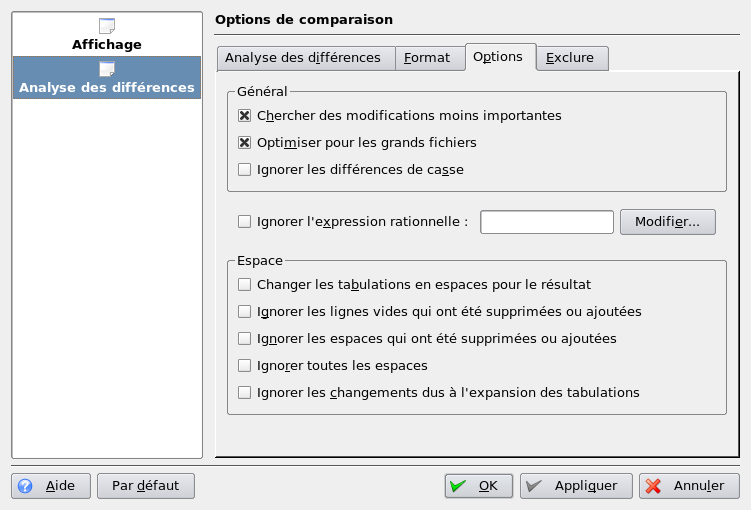 Affichage
Analyse des différences
Options de comparaison
Analyse des différences
Format
Options
Exclure
Général
Chercher des modifications moins importantes
Optimiser pour les grands fichiers
Ignorer les différences de casse
Ignorer l'expression rationnelle :
Modifier...
Espace
Changer les tabulations en espaces pour le résultat
Ignorer les lignes vides qui ont été supprimées ou ajoutées
Ignorer les espaces qui ont été supprimées ou ajoutées
Ignorer toutes les espaces
Ignorer les changements dus à l'expansion des tabulations
Aide
Par défaut
OK
Appliquer
Annuler